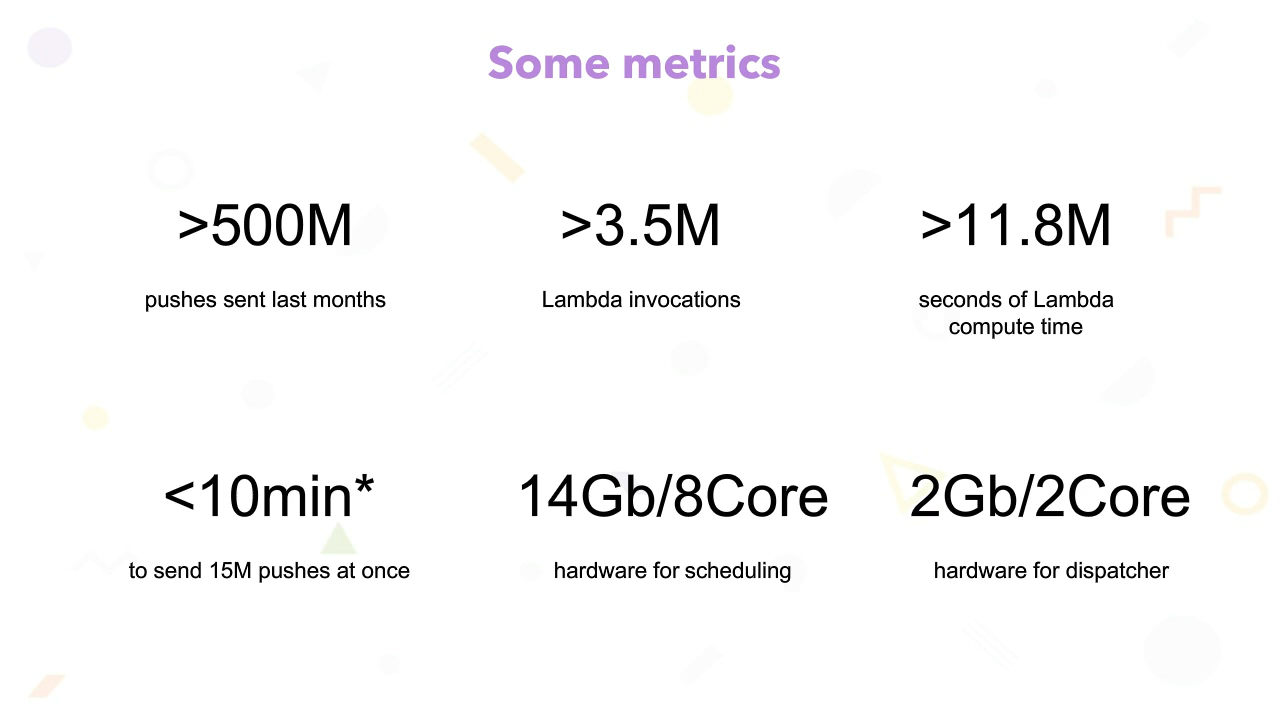 Some metrics
>500M
pushes sent last months
>3.5M
Lambda invocations
>11.8M
seconds of Lambda
compute time
<10min*
to send 15M pushes at once
14Gb/8Core
hardware for scheduling
2Gb/2Core
hardware for dispatcher